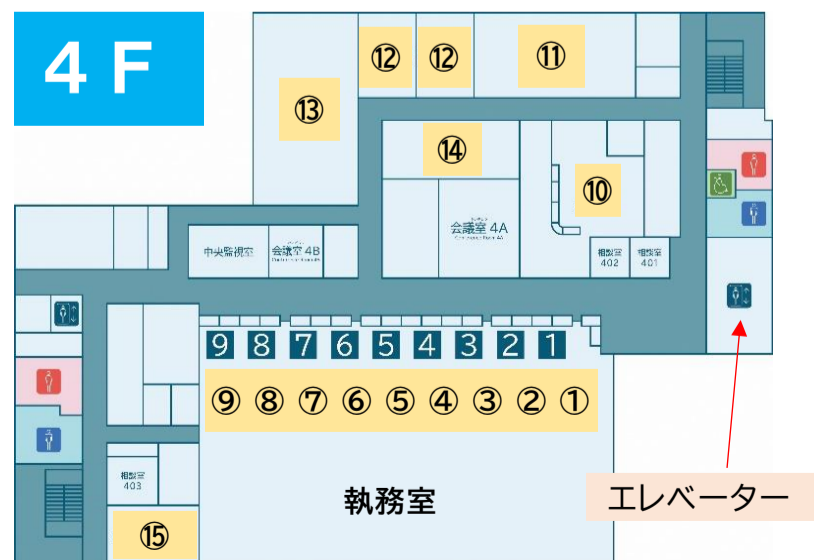 4F
⑫ ⑫ ⑪
⑬
⑭
⑩
会議室 4A
中央監視室
会議室 4B
相談室
402
相談室
401
9 8 7 6 5 4 3 2 1
⑨ ⑧ ⑦ ⑥ ⑤ ④ ③ ② ①
相談室
403
執務室
エレベーター
⑮